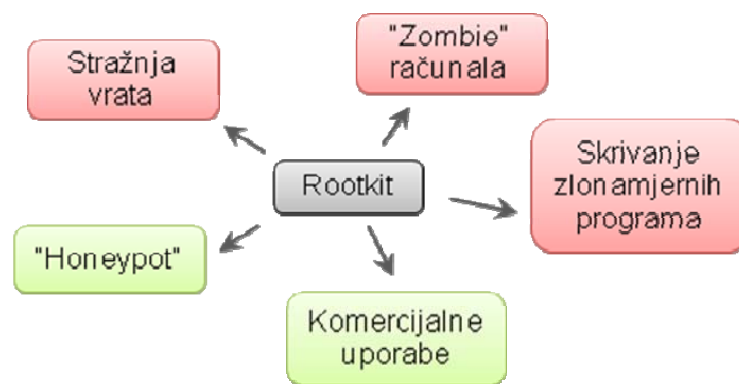 "Zombie"
računala
Stražnja
vrata
Rootkit
Skrivanje
zlonamjernih
programa
"Honeypot"
Komercijalne
uporabe